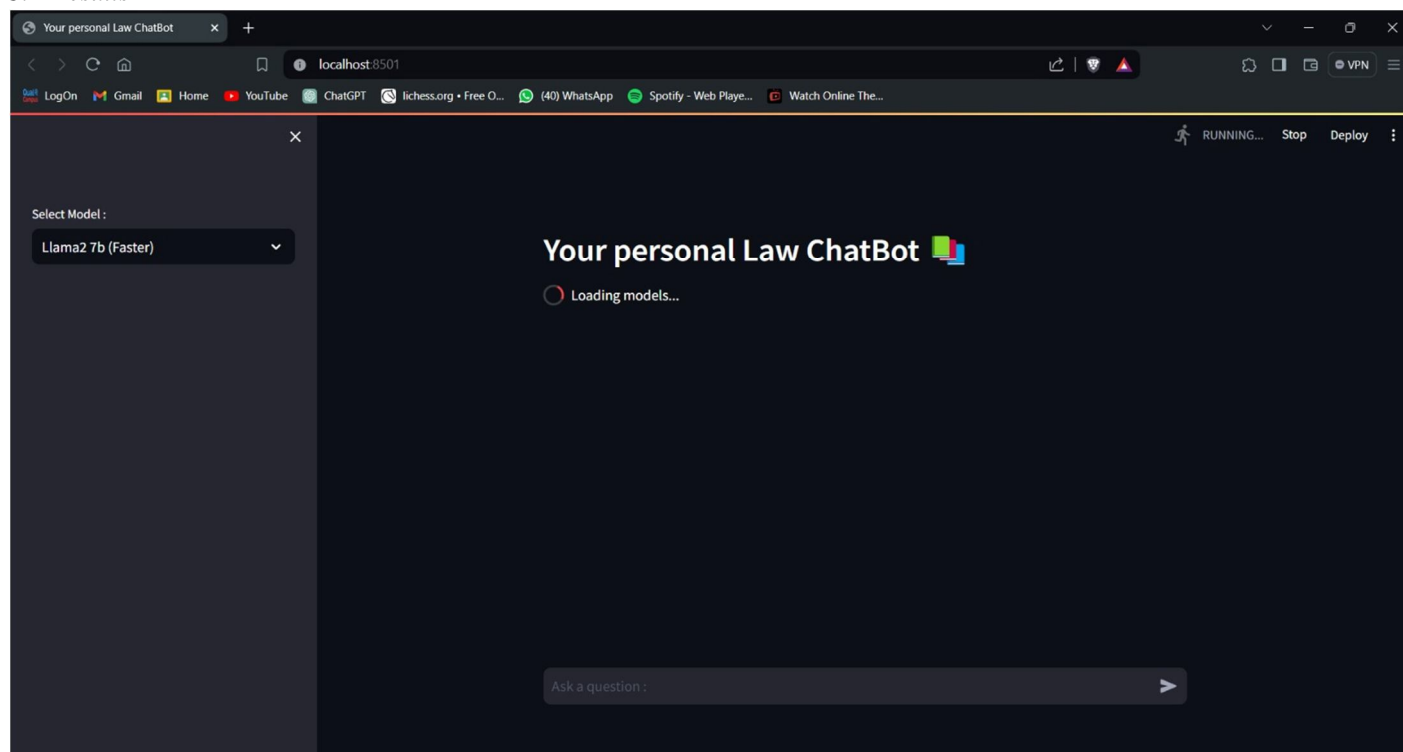 Your personal Law ChatBot
localhost:8501
VPN
LogOn Gmail Home YouTube ChatGPT lichess.org • Free O... (40) WhatsApp Spotify - Web Playe... Watch Online The...
RUNNING... Stop Deploy
Select Model :
Llama2 7b (Faster)
Your personal Law ChatBot
Loading models...
Ask a question :